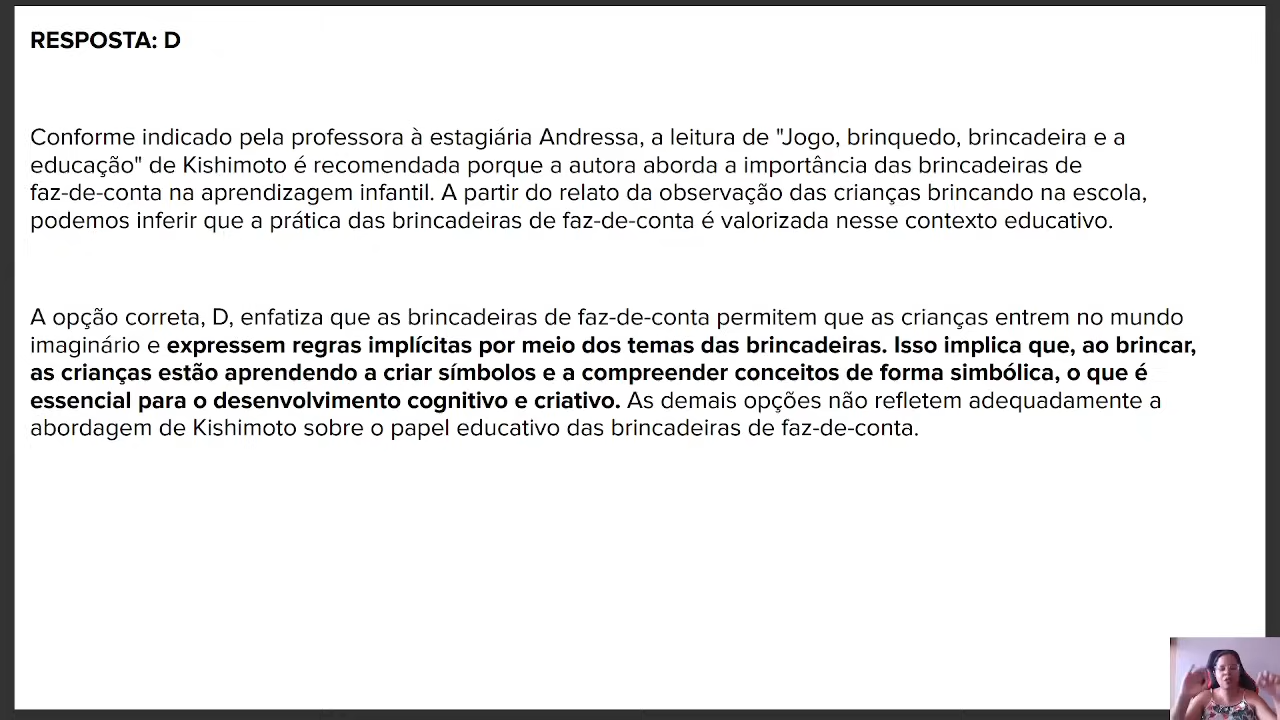 RESPOSTA: D
Conforme indicado pela professora à estagiária Andressa, a leitura de "Jogo, brinquedo, brincadeira e a
educação" de Kishimoto é recomendada porque a autora aborda a importância das brincadeiras de
faz-de-conta na aprendizagem infantil. A partir do relato da observação das crianças brincando na escola,
podemos inferir que a prática das brincadeiras de faz-de-conta é valorizada nesse contexto educativo.
A opção correta, D, enfatiza que as brincadeiras de faz-de-conta permitem que as crianças entrem no mundo
imaginário e expressem regras implícitas por meio dos temas das brincadeiras. Isso implica que, ao brincar,
as crianças estão aprendendo a criar símbolos e a compreender conceitos de forma simbólica, o que é
essencial para o desenvolvimento cognitivo e criativo. As demais opções não refletem adequadamente a
abordagem de Kishimoto sobre o papel educativo das brincadeiras de faz-de-conta.